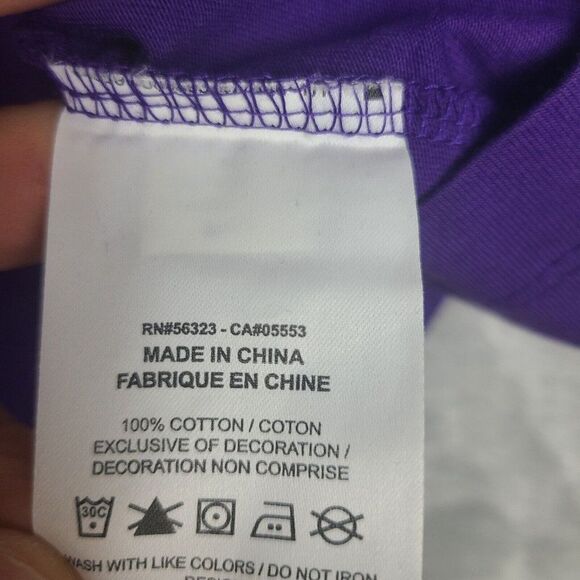 RN#56323 - CA#05553
MADE IN CHINA
FABRIQUE EN CHINE
100% COTTON / COTON
EXCLUSIVE OF DECORATION /
DECORATION NON COMPRISE
30C
WASH WITH LIKE COLORS / DO NOT IRON